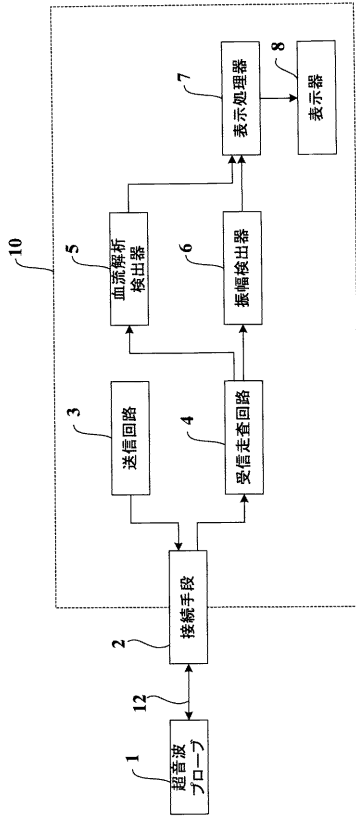 10
1
超音波
プローブ
12
2
接続手段
3
送信回路
4
受信走査回路
5
血流解析
検出器
6
振幅検出器
7
表示処理器
8
表示器